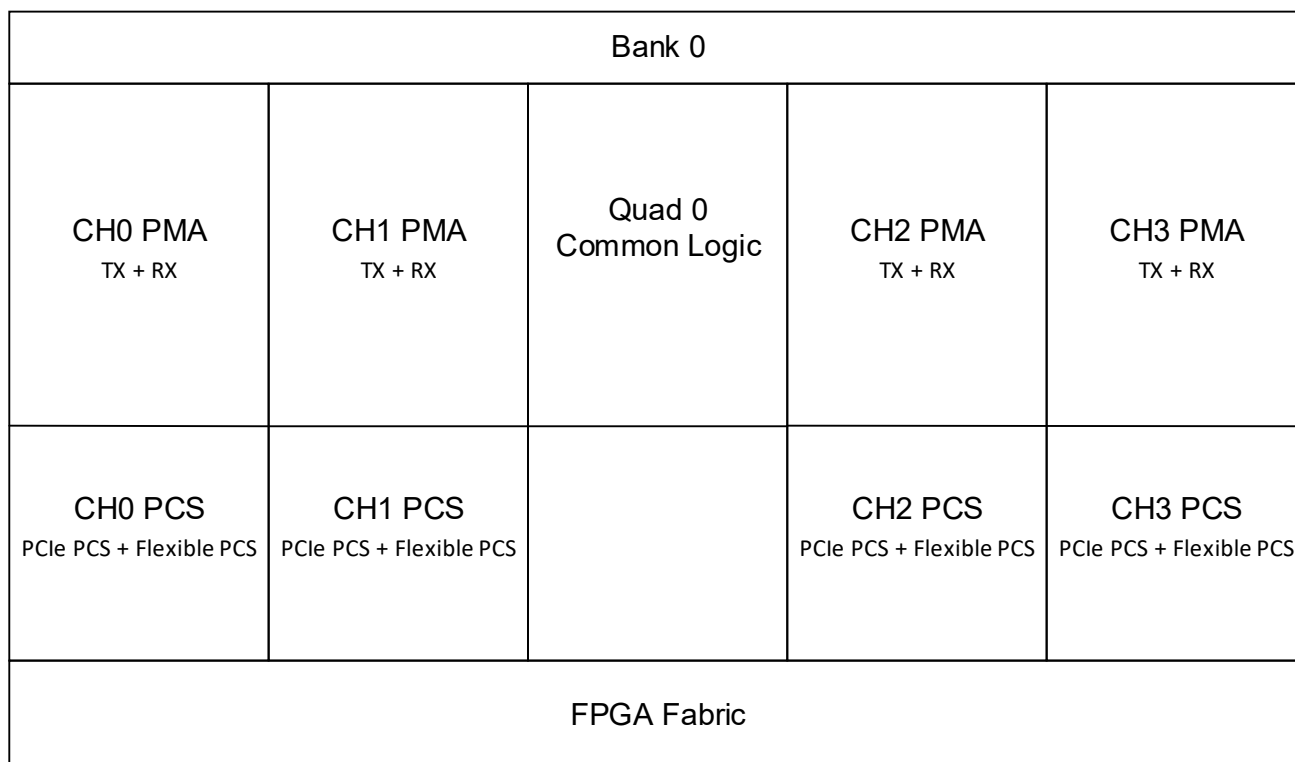 Bank 0
CH0 PMA
TX + RX
CH1 PMA
TX + RX
Quad 0
Common Logic
CH2 PMA
TX + RX
CH3 PMA
TX + RX
CH0 PCS
PCIe PCS + Flexible PCS
CH1 PCS
PCIe PCS + Flexible PCS
CH2 PCS
PCIe PCS + Flexible PCS
CH3 PCS
PCIe PCS + Flexible PCS
FPGA Fabric